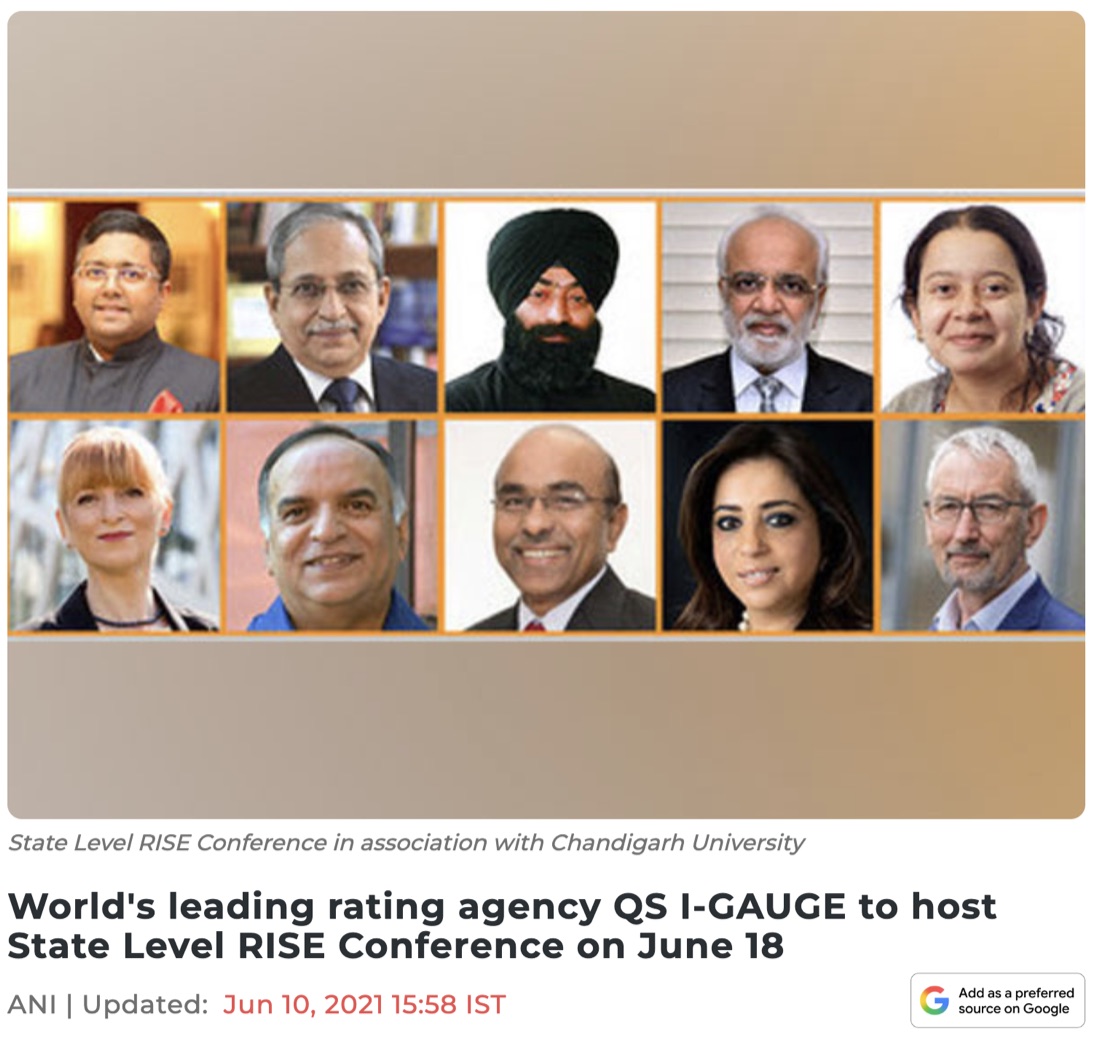 State Level RISE Conference in association with Chandigarh University
World's leading rating agency QS I-GAUGE to host
State Level RISE Conference on June 18
ANI | Updated: Jun 10, 2021 15:58 IST
Add as a preferred
source on Google